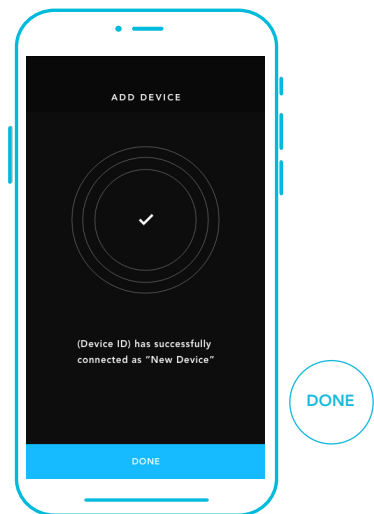 ADD DEVICE
(Device ID) has successfully
connected as “New Device”
DONE
DONE